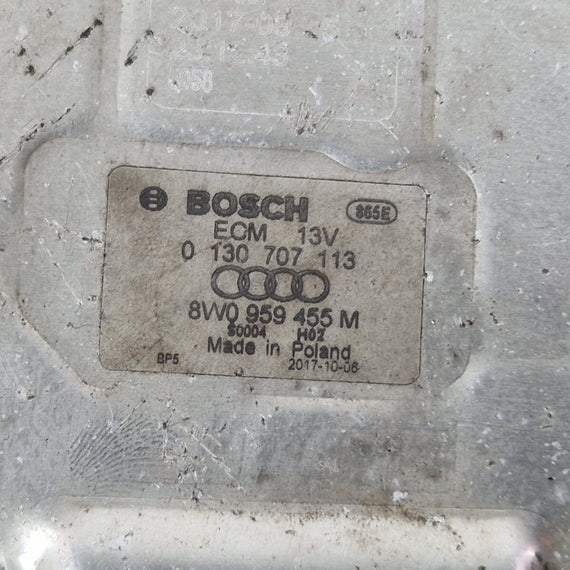 058
BOSCH 865E
ECM 13V
0 130 707 113
8W0 959 455 M
S0004 H02
Made in Poland
BP5 2017-10-06